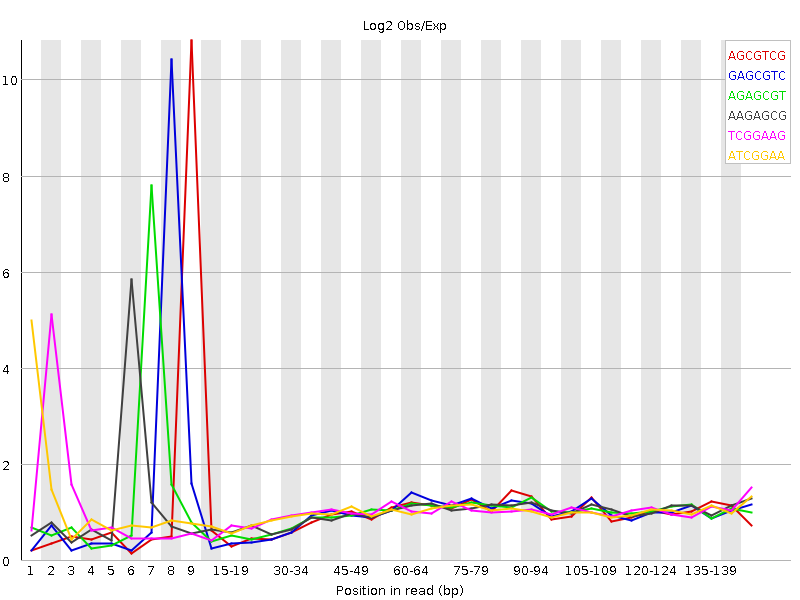 Log2 Obs/Exp
10
8
6
4
2
0
AGCGTCG
GAGCGTC
AGAGCGT
AAGAGCG
TCGGAAG
ATCGGAA
1 2 3 4 5 6 7 8 9 15-19 30-34 45-49 60-64 75-79 90-94 105-109 120-124 135-139
Position in read (bp)